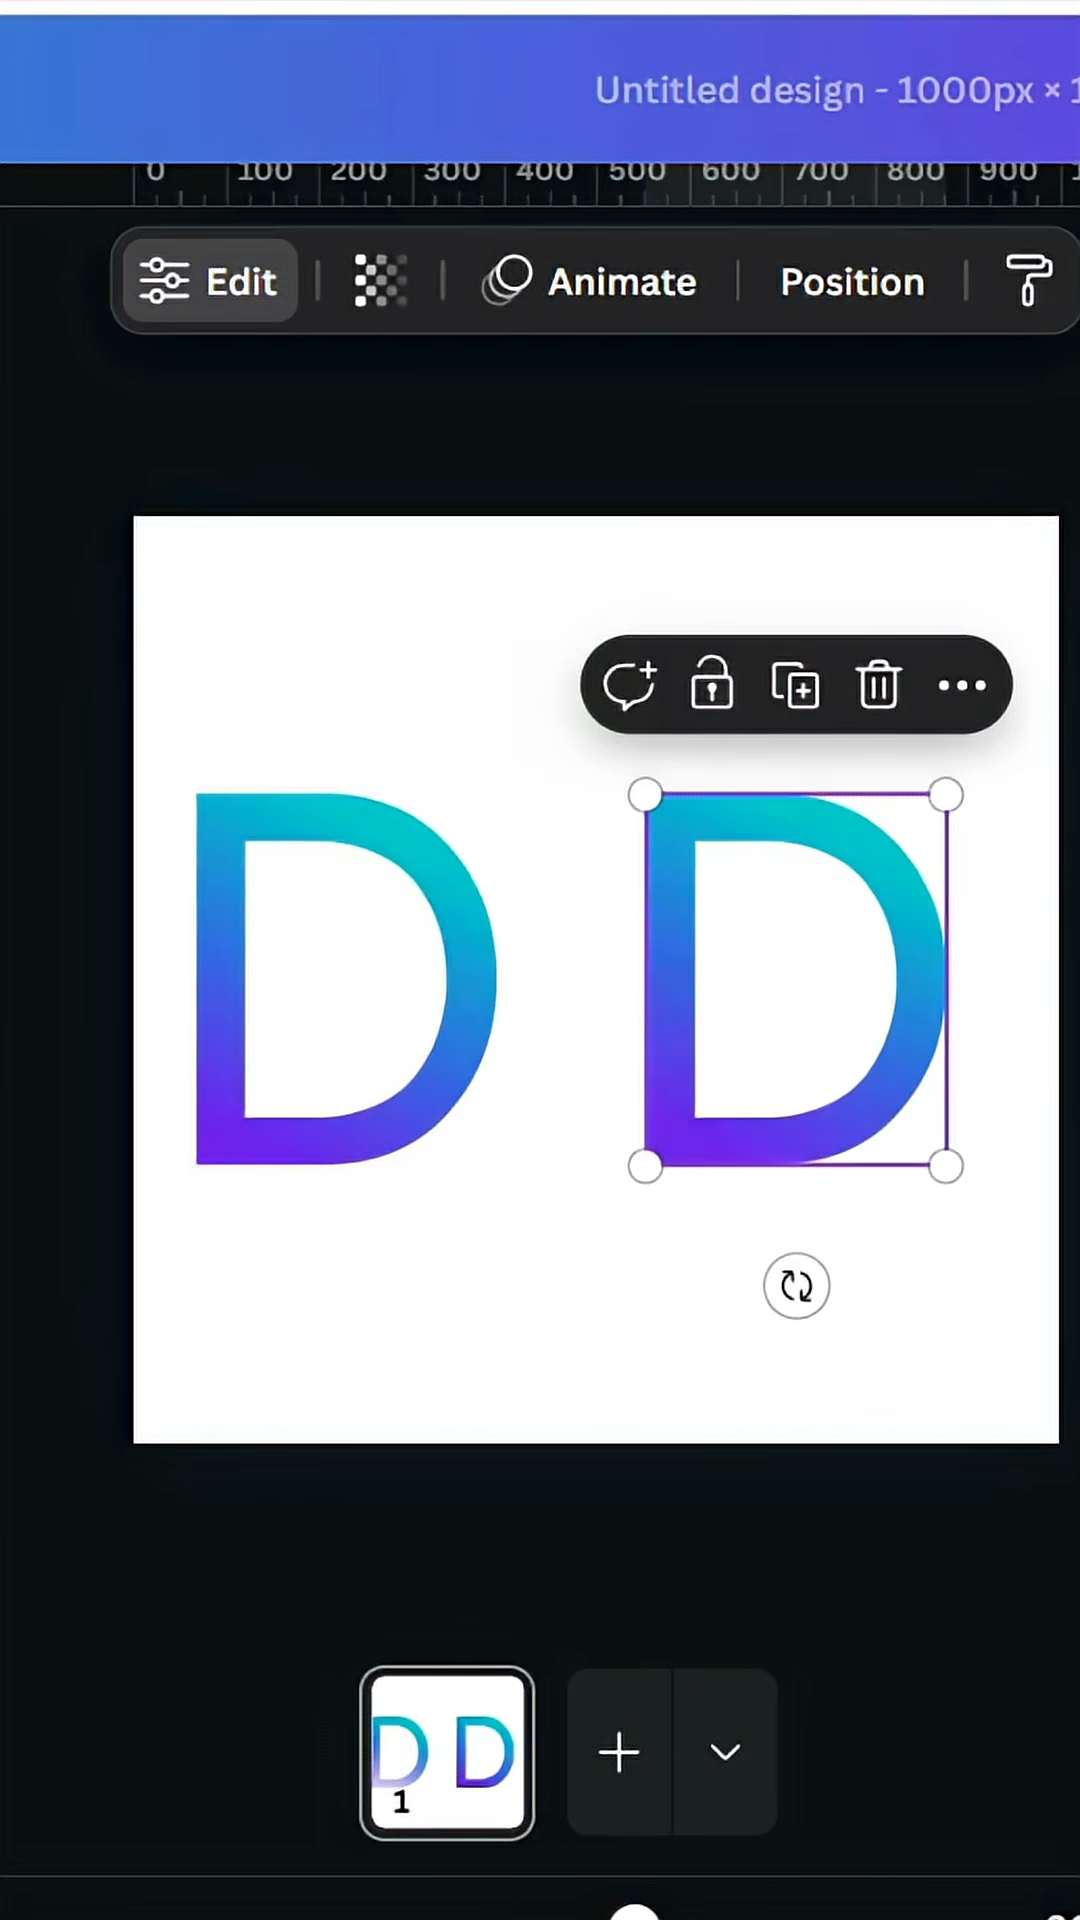 Untitled design - 1000px ×
0 100 200 300 400 500 600 700 800 900
Edit Animate Position
D D
D D
1